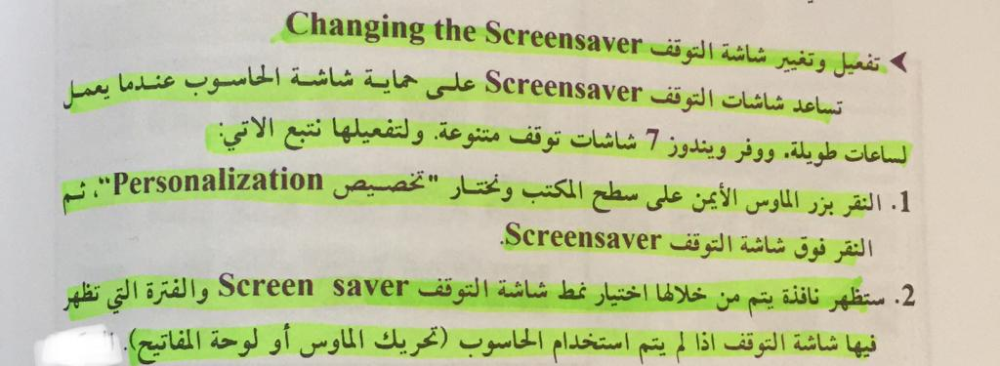 ➤ تفعيل وتغيير شاشة التوقف Changing the Screensaver
تساعد شاشات التوقف Screensaver على حماية شاشة الحاسوب عندما يعمل
لساعات طويلة. ووفر ويندوز 7 شاشات توقف متنوعة. ولتفعيلها نتبع الاتي:
1. النقر بزر الماوس الأيمن على سطح المكتب ونختار "تخصيص Personalization"، ثم
النقر فوق شاشة التوقف Screensaver.
2. ستظهر نافذة يتم من خلالها اختيار نمط شاشة التوقف Screen saver والفترة التي تظهر
فيها شاشة التوقف اذا لم يتم استخدام الحاسوب (تحريك الماوس أو لوحة المفاتيح).